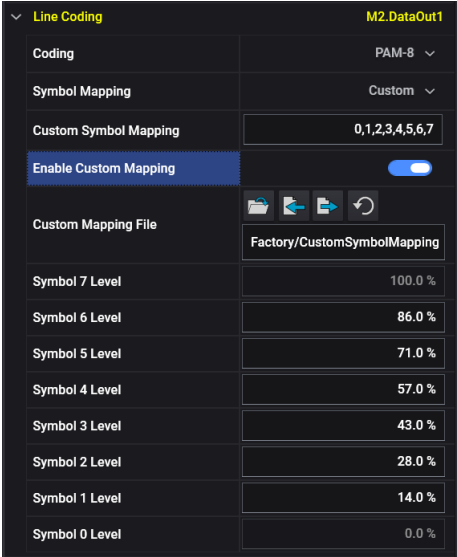 Line Coding M2.DataOut1
Coding PAM-8
Symbol Mapping Custom
Custom Symbol Mapping 0,1,2,3,4,5,6,7
Enable Custom Mapping
Custom Mapping File
Factory/CustomSymbolMapping
Symbol 7 Level 100.0 %
Symbol 6 Level 86.0 %
Symbol 5 Level 71.0 %
Symbol 4 Level 57.0 %
Symbol 3 Level 43.0 %
Symbol 2 Level 28.0 %
Symbol 1 Level 14.0 %
Symbol 0 Level 0.0 %